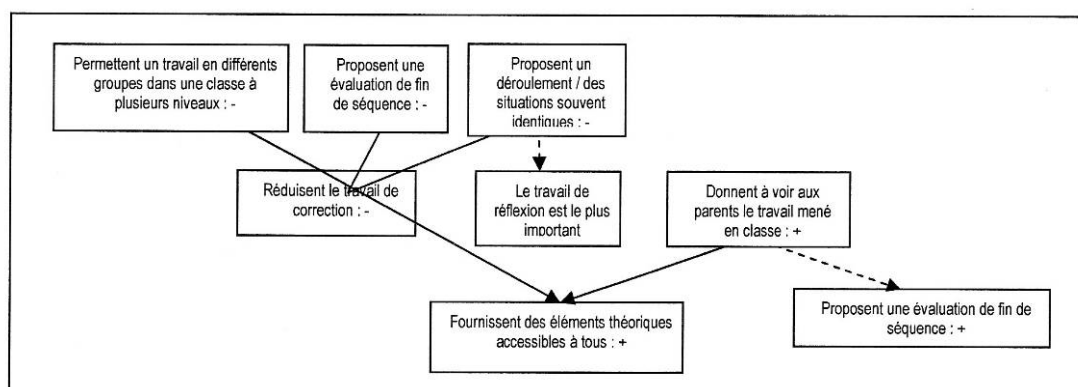 Permettent un travail en différents
groupes dans une classe à
plusieurs niveaux : -
Proposent une
évaluation de fin
de séquence : -
Proposent un
déroulement / des
situations souvent
identiques : -
Réduisent le travail de
correction : -
Le travail de
réflexion est le plus
important
Donnent à voir aux
parents le travail mené
en classe : +
Fournissent des éléments théoriques
accessibles à tous : +
Proposent une évaluation de fin de
séquence : +